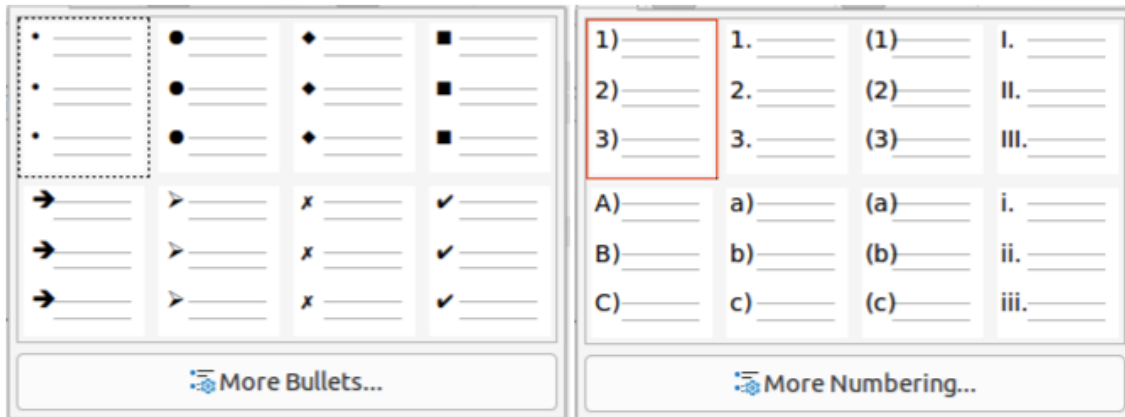 • • ● ◆ ■
• ● ◆ ■
• ● ◆ ■
➔ ➢ ✗ ✔
➔ ➢ ✗ ✔
➔ ➢ ✗ ✔
More Bullets...
1) 1. (1) I.
2) 2. (2) II.
3) 3. (3) III.
A) a) (a) i.
B) b) (b) ii.
C) c) (c) iii.
More Numbering...